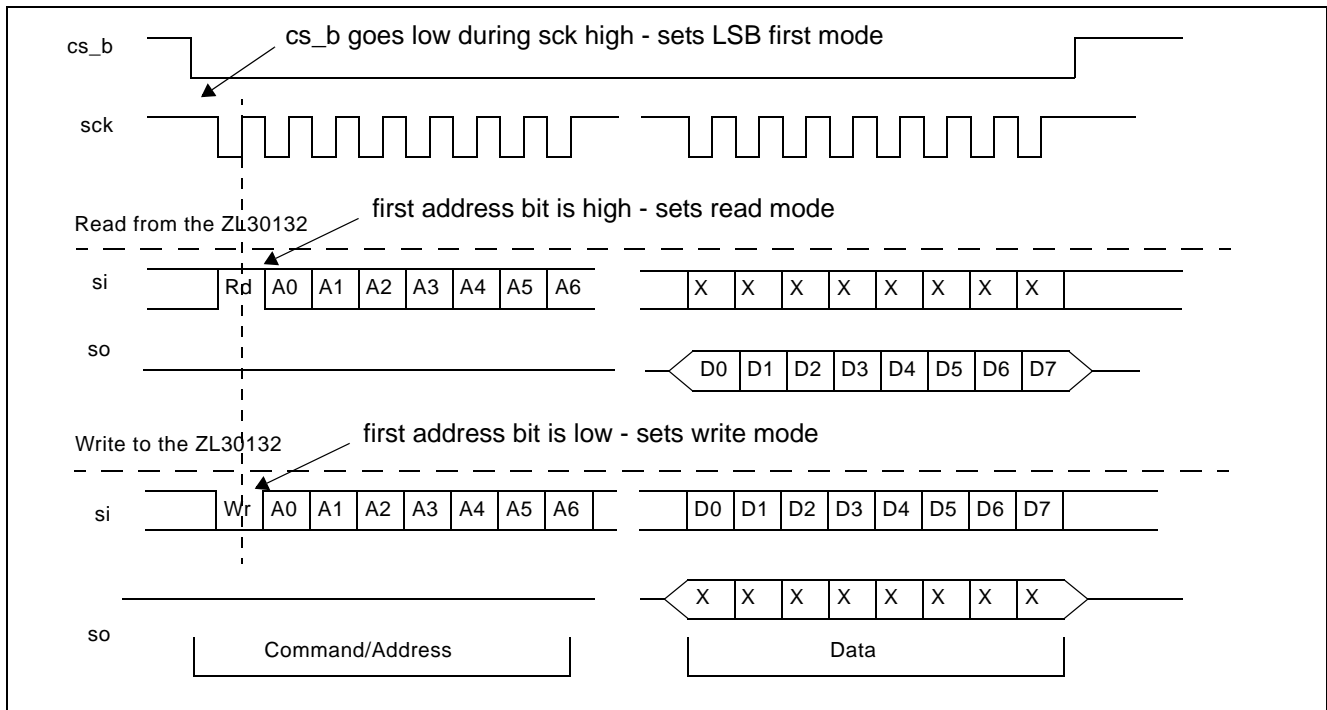 cs_b goes low during sck high - sets LSB first mode
cs_b
sck
first address bit is high - sets read mode
Read from the ZL30132
si Rd A0 A1 A2 A3 A4 A5 A6 X X X X X X X X
so D0 D1 D2 D3 D4 D5 D6 D7
first address bit is low - sets write mode
Write to the ZL30132
si Wr A0 A1 A2 A3 A4 A5 A6 D0 D1 D2 D3 D4 D5 D6 D7
so X X X X X X X X
Command/Address Data